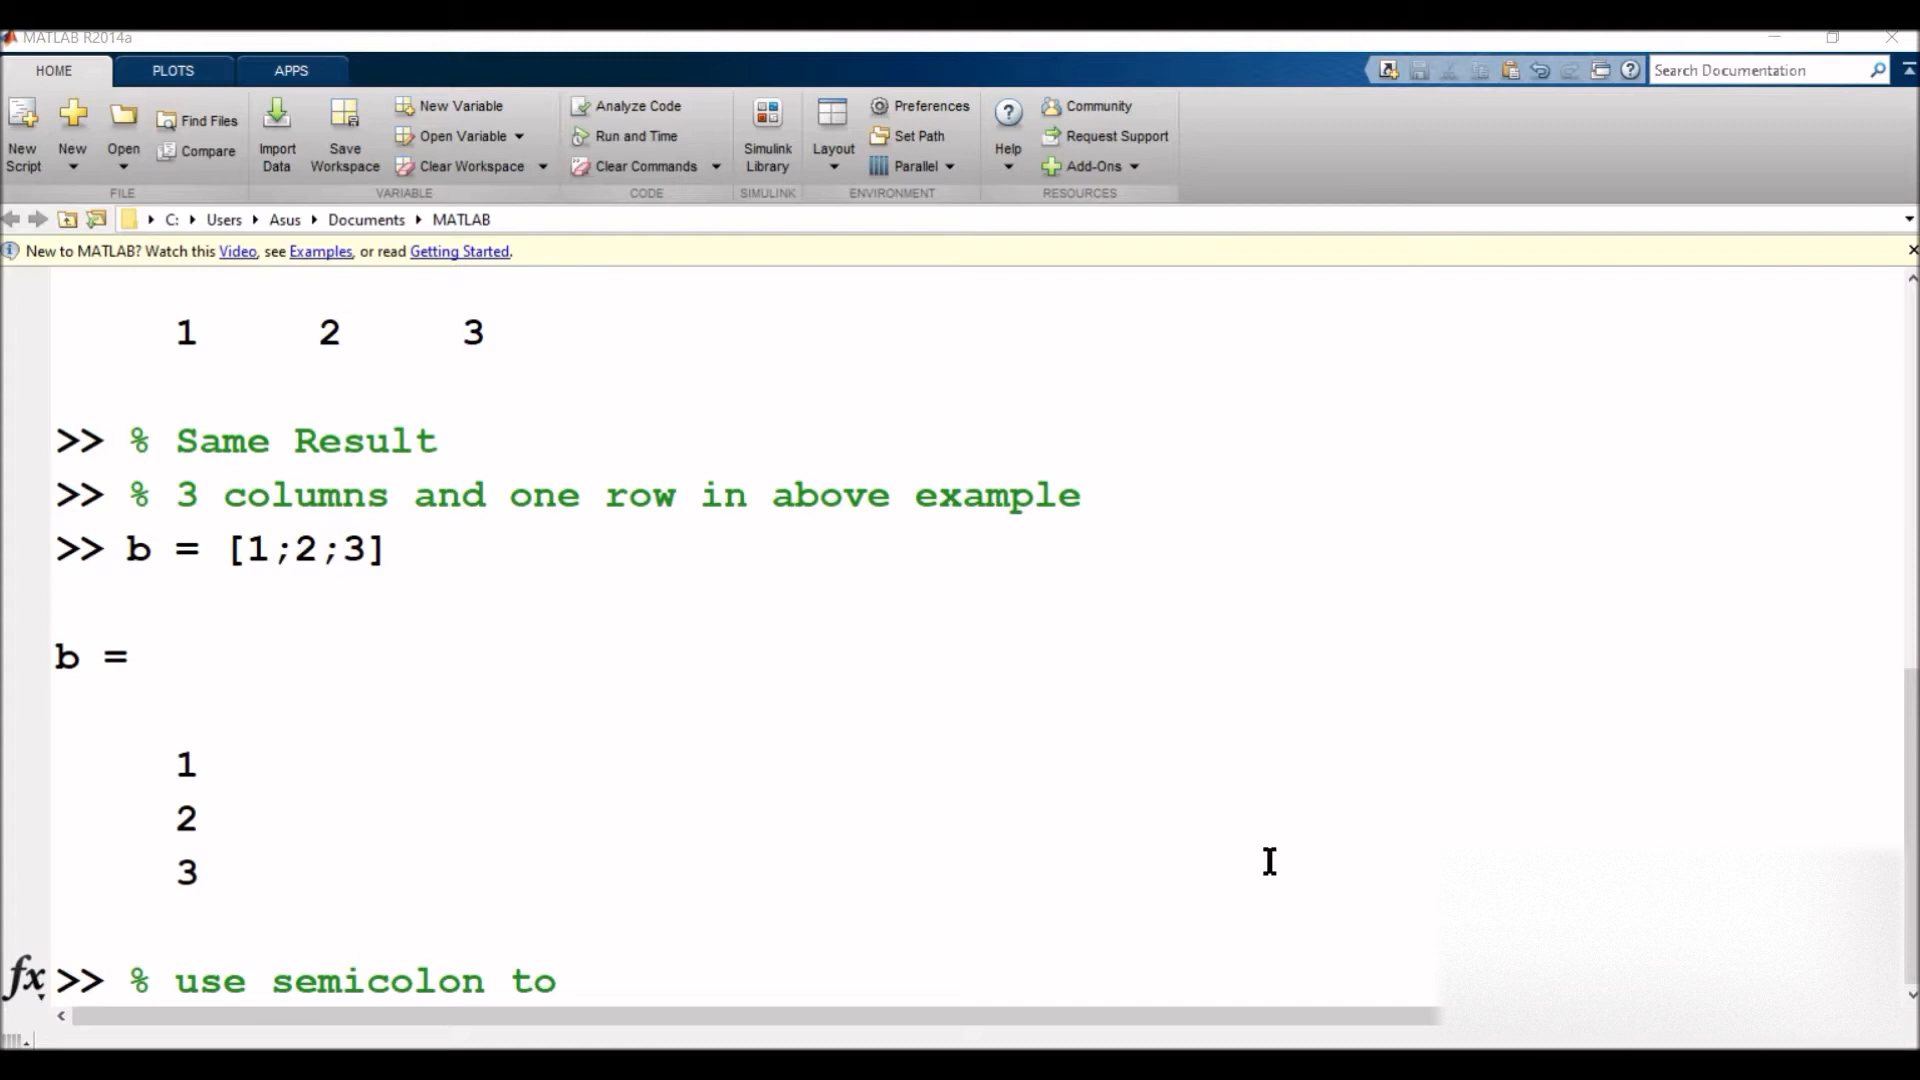 MATLAB R2014a
HOME PLOTS APPS
Search Documentation
New Script New Open Find Files Compare
Import Data Save Workspace New Variable Open Variable Clear Workspace
Analyze Code Run and Time Clear Commands
Simulink Library Layout Preferences Set Path Parallel
Help Community Request Support Add-Ons
FILE VARIABLE CODE SIMULINK ENVIRONMENT RESOURCES
C: Users Asus Documents MATLAB
New to MATLAB? Watch this Video, see Examples, or read Getting Started.
1 2 3
>> % Same Result
>> % 3 columns and one row in above example
>> b = [1;2;3]
b =
1
2
3
fx >> % use semicolon to